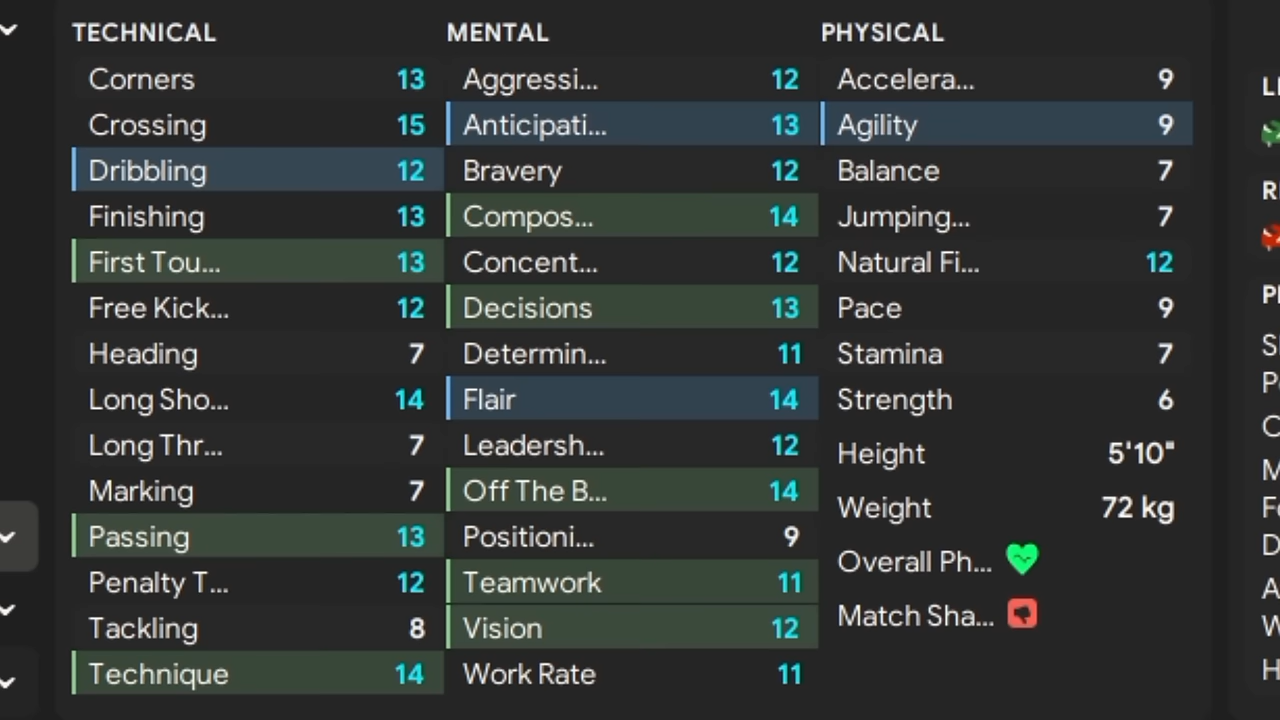 TECHNICAL
Corners 13
Crossing 15
Dribbling 12
Finishing 13
First Tou... 13
Free Kick... 12
Heading 7
Long Sho... 14
Long Thr... 7
Marking 7
Passing 13
Penalty T... 12
Tackling 8
Technique 14
MENTAL
Aggressi... 12
Anticipati... 13
Bravery 12
Compos... 14
Concent... 12
Decisions 13
Determin... 11
Flair 14
Leadersh... 12
Off The B... 14
Positioni... 9
Teamwork 11
Vision 12
Work Rate 11
PHYSICAL
Accelera... 9
Agility 9
Balance 7
Jumping... 7
Natural Fi... 12
Pace 9
Stamina 7
Strength 6
Height 5'10"
Weight 72 kg
Overall Ph...
Match Sha...